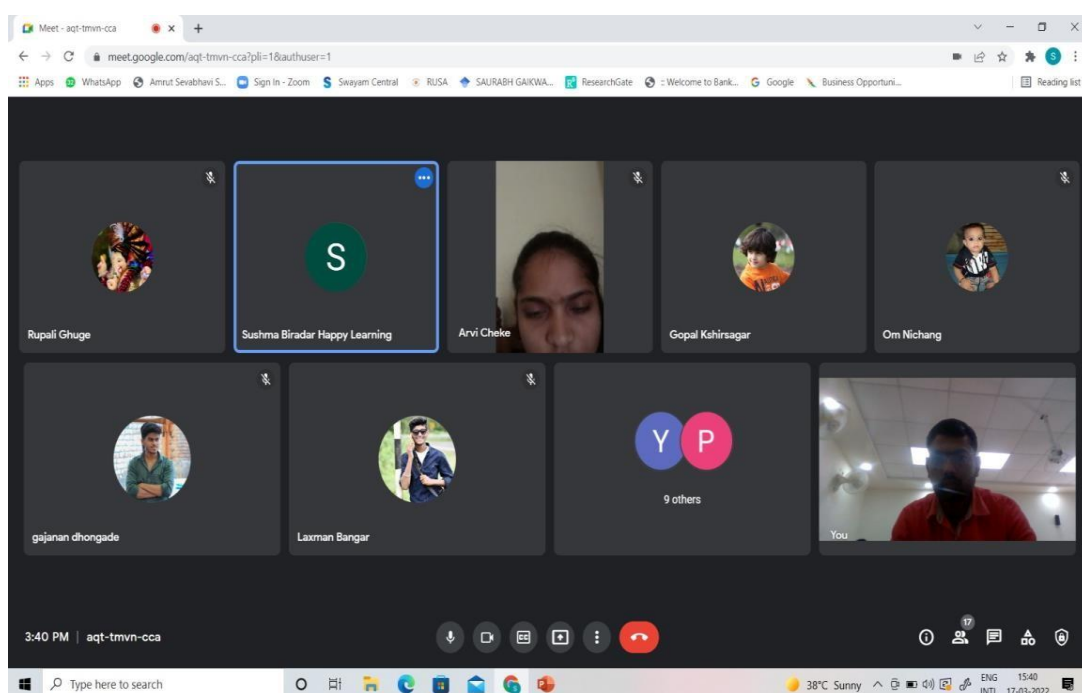 Meet - aqt-tmvn-cca
meet.google.com/aqt-tmvn-cca?pli=1&authuser=1
S
Apps WhatsApp Amrut Sevabhavi S... Sign In - Zoom Swayam Central RUSA SAURABH GAIKWA... ResearchGate :: Welcome to Bank... Google Business Opportuni... Reading list
S
Rupali Ghuge Sushma Biradar Happy Learning Arvi Cheke Gopal Kshirsagar Om Nichang
Y P
9 others
gajanan dhongade Laxman Bangar You
3:40 PM | aqt-tmvn-cca
17
Type here to search
38°C Sunny
ENG 15:40
INTL 17-03-2022